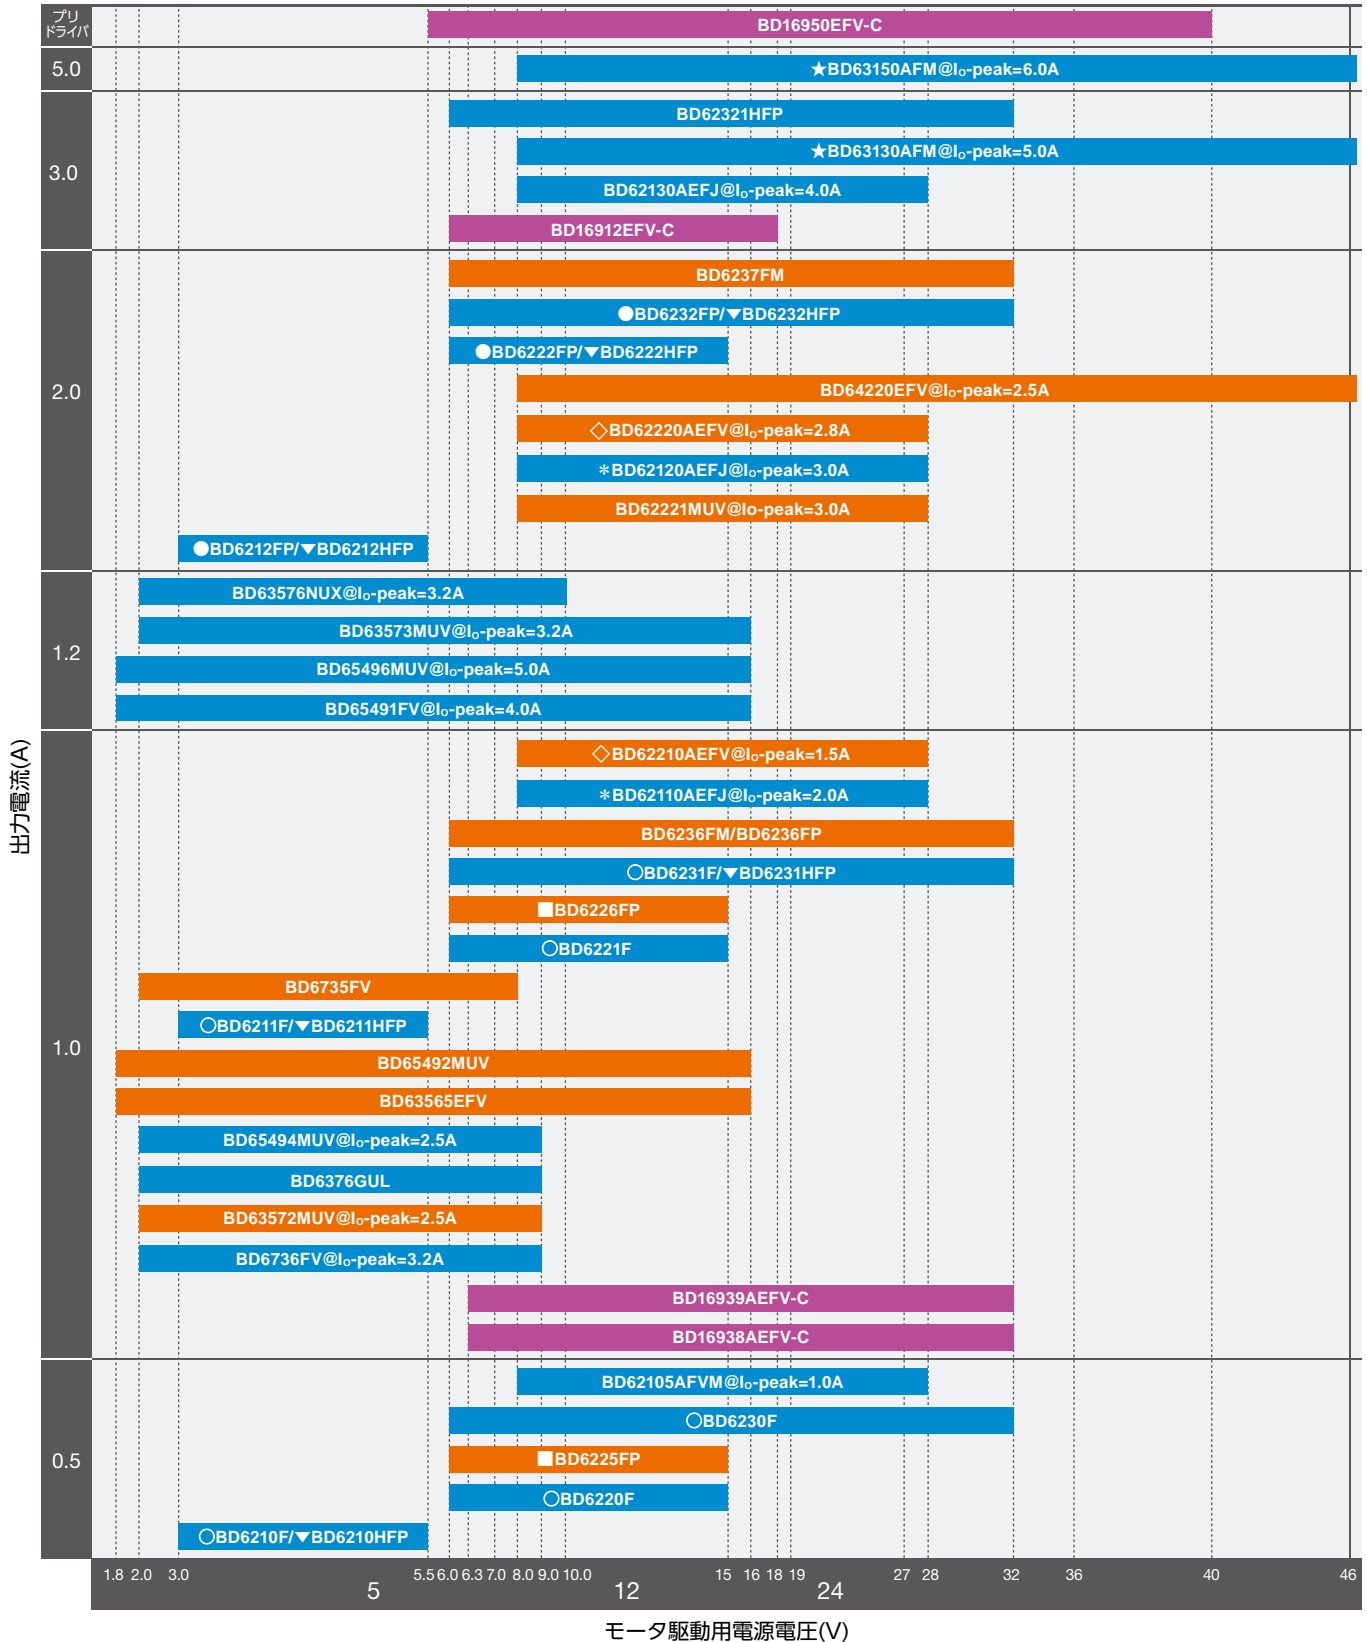 プリ
ドライバ
BD16950EFV-C
5.0
★BD63150AFM@Io-peak=6.0A
3.0
BD62321HFP
★BD63130AFM@Io-peak=5.0A
BD62130AEFJ@Io-peak=4.0A
BD16912EFV-C
2.0
BD6237FM
●BD6232FP/▼BD6232HFP
●BD6222FP/▼BD6222HFP
BD64220EFV@Io-peak=2.5A
◇BD62220AEFV@Io-peak=2.8A
＊BD62120AEFJ@Io-peak=3.0A
BD62221MUV@Io-peak=3.0A
●BD6212FP/▼BD6212HFP
1.2
BD63576NUX@Io-peak=3.2A
BD63573MUV@Io-peak=3.2A
BD65496MUV@Io-peak=5.0A
BD65491FV@Io-peak=4.0A
出力電流(A)
1.0
◇BD62210AEFV@Io-peak=1.5A
＊BD62110AEFJ@Io-peak=2.0A
BD6236FM/BD6236FP
○BD6231F/▼BD6231HFP
■BD6226FP
○BD6221F
BD6735FV
○BD6211F/▼BD6211HFP
BD65492MUV
BD63565EFV
BD65494MUV@Io-peak=2.5A
BD6376GUL
BD63572MUV@Io-peak=2.5A
BD6736FV@Io-peak=3.2A
BD16939AEFV-C
BD16938AEFV-C
0.5
BD62105AFVM@Io-peak=1.0A
○BD6230F
■BD6225FP
○BD6220F
○BD6210F/▼BD6210HFP
1.8 2.0 3.0 5.5 6.0 6.3 7.0 8.0 9.0 10.0 15 16 18 19 27 28 32 36 40 46
5 12 24
モータ駆動用電源電圧(V)